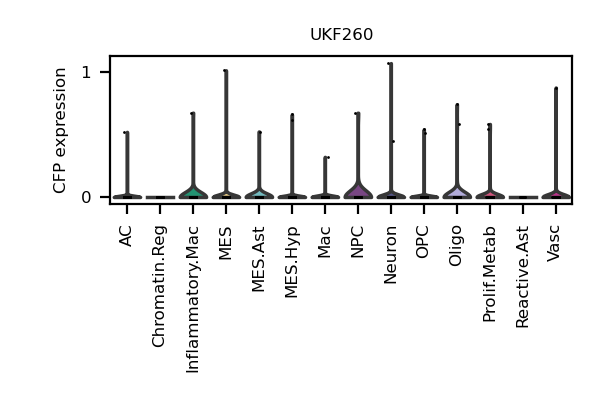 UKF260
CFP expression
1
0
AC
Chromatin.Reg
Inflammatory.Mac
MES
MES.Ast
MES.Hyp
Mac
NPC
Neuron
OPC
Oligo
Prolif.Metab
Reactive.Ast
Vasc